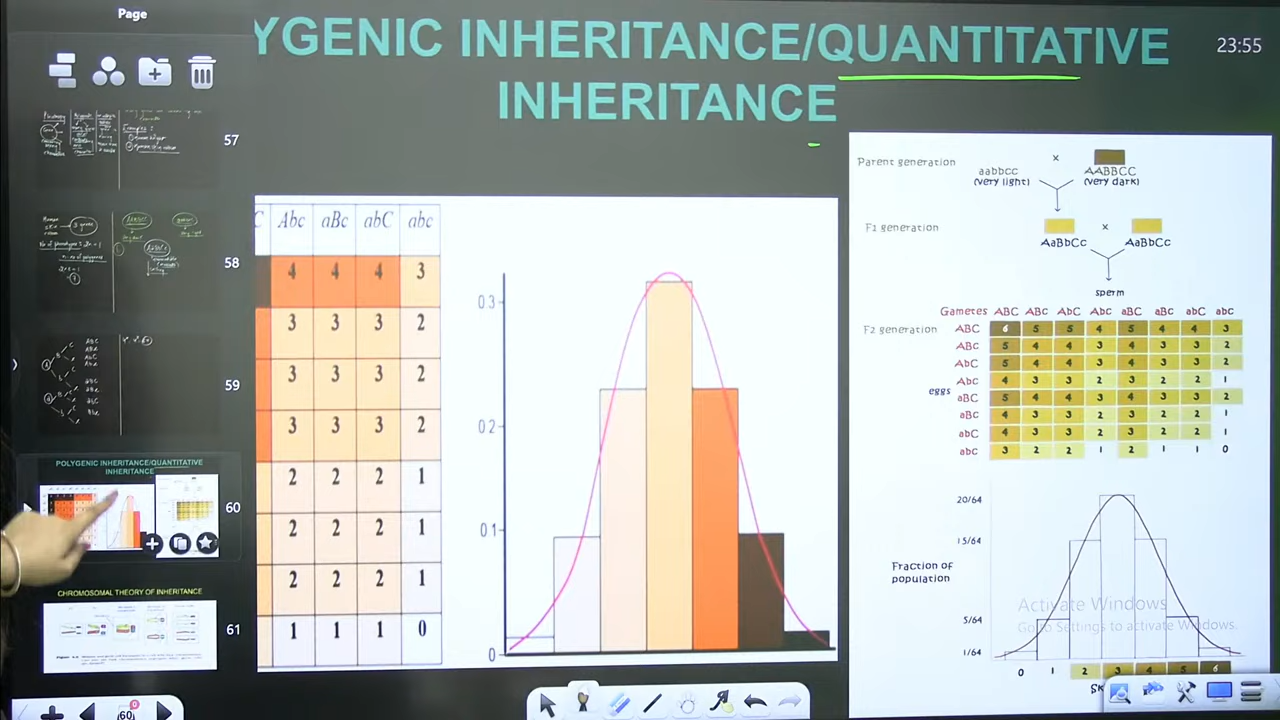 Page
57
58
59
60
61
POLYGENIC INHERITANCE/QUANTITATIVE
INHERITANCE
CHROMOSOMAL THEORY OF INHERITANCE
YGENIC INHERITANCE/QUANTITATIVE
INHERITANCE
23:55
C Abc aBc abC abc
4 4 4 3
3 3 3 2
3 3 3 2
3 3 3 2
2 2 2 1
2 2 2 1
2 2 2 1
1 1 1 0
0.3
0.2
0.1
0
Parent generation
aabbcc x AABBCC
(very light) (very dark)
F1 generation
x
AaBbCc AaBbCc
sperm
Gametes ABC ABc AbC Abc aBC aBc abC abc
F2 generation
eggs
ABC 6 5 5 4 5 4 4 3
ABc 5 4 4 3 4 3 3 2
AbC 5 4 4 3 4 3 3 2
Abc 4 3 3 2 3 2 2 1
aBC 5 4 4 3 4 3 3 2
aBc 4 3 3 2 3 2 2 1
abC 4 3 3 2 3 2 2 1
abc 3 2 2 1 2 1 1 0
20/64
15/64
Fraction of
population
5/64
1/64
0 1 2 3 4 5 6
Activate Windows
Go to Settings to activate Windows.
60